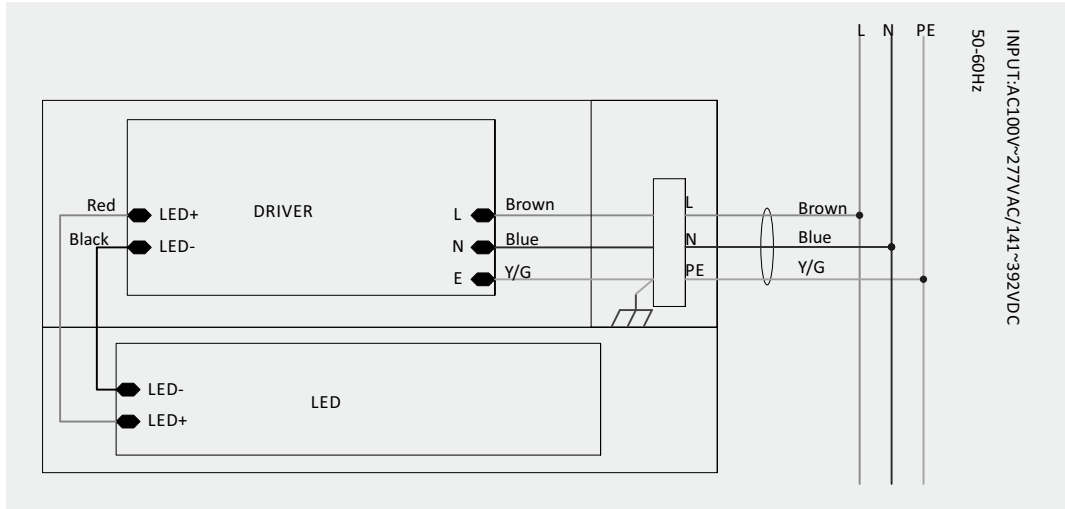 L N PE
INPUT:AC100V~277VAC/141~392VDC
50-60Hz
Red
LED+
DRIVER
L
Brown
L
Brown
Black
LED-
N
Blue
N
Blue
E
Y/G
PE
Y/G
LED-
LED
LED+